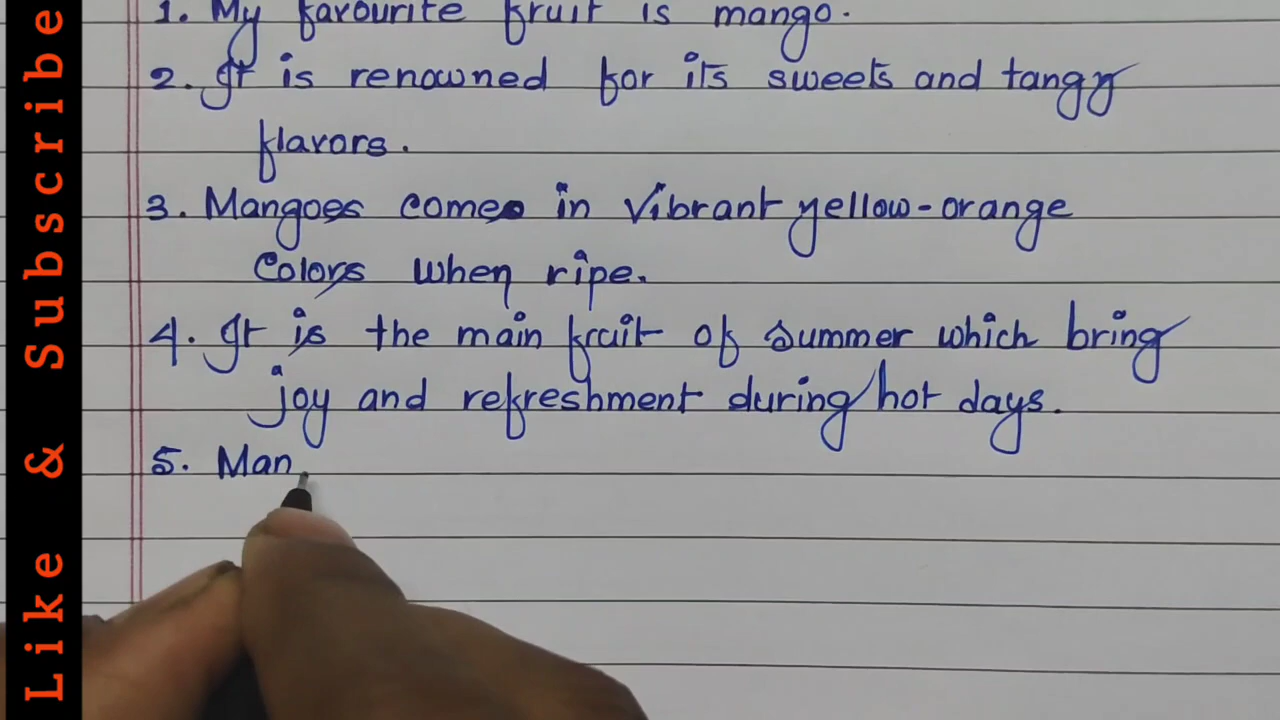 Like & Subscribe
1. My favourite fruit is mango.
2. It is renowned for its sweets and tangy
flavors.
3. Mangoes come in vibrant yellow-orange
colors when ripe.
4. It is the main fruit of summer which bring
joy and refreshment during hot days.
5. Man